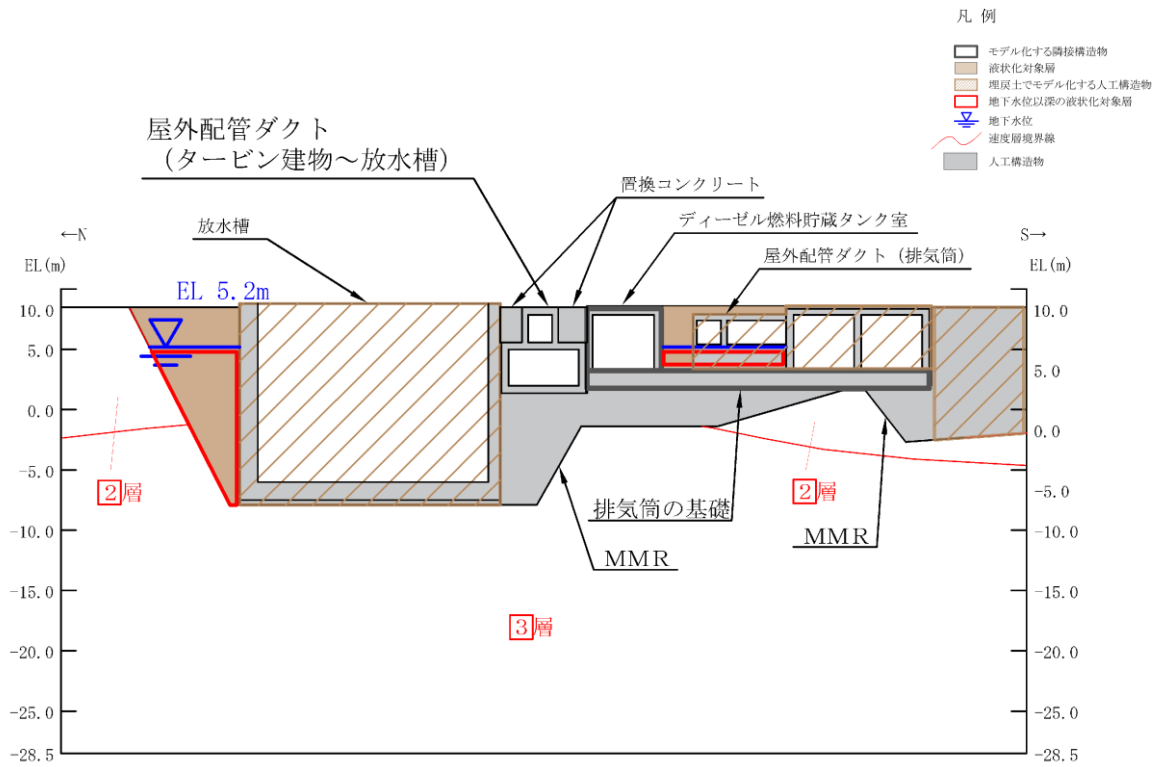 凡 例
モデル化する隣接構造物
液状化対象層
埋戻土でモデル化する人工構造物
地下水位以深の液状化対象層
地下水位
速度層境界線
人工構造物
屋外配管ダクト
（タービン建物～放水槽）
置換コンクリート
放水槽
ディーゼル燃料貯蔵タンク室
屋外配管ダクト（排気筒）
←N
S→
EL(m)
EL(m)
EL 5.2m
10.0
5.0
0.0
-5.0
-10.0
-15.0
-20.0
-25.0
-28.5
10.0
5.0
0.0
-5.0
-10.0
-15.0
-20.0
-25.0
-28.5
2層
2層
排気筒の基礎
MMR
MMR
3層